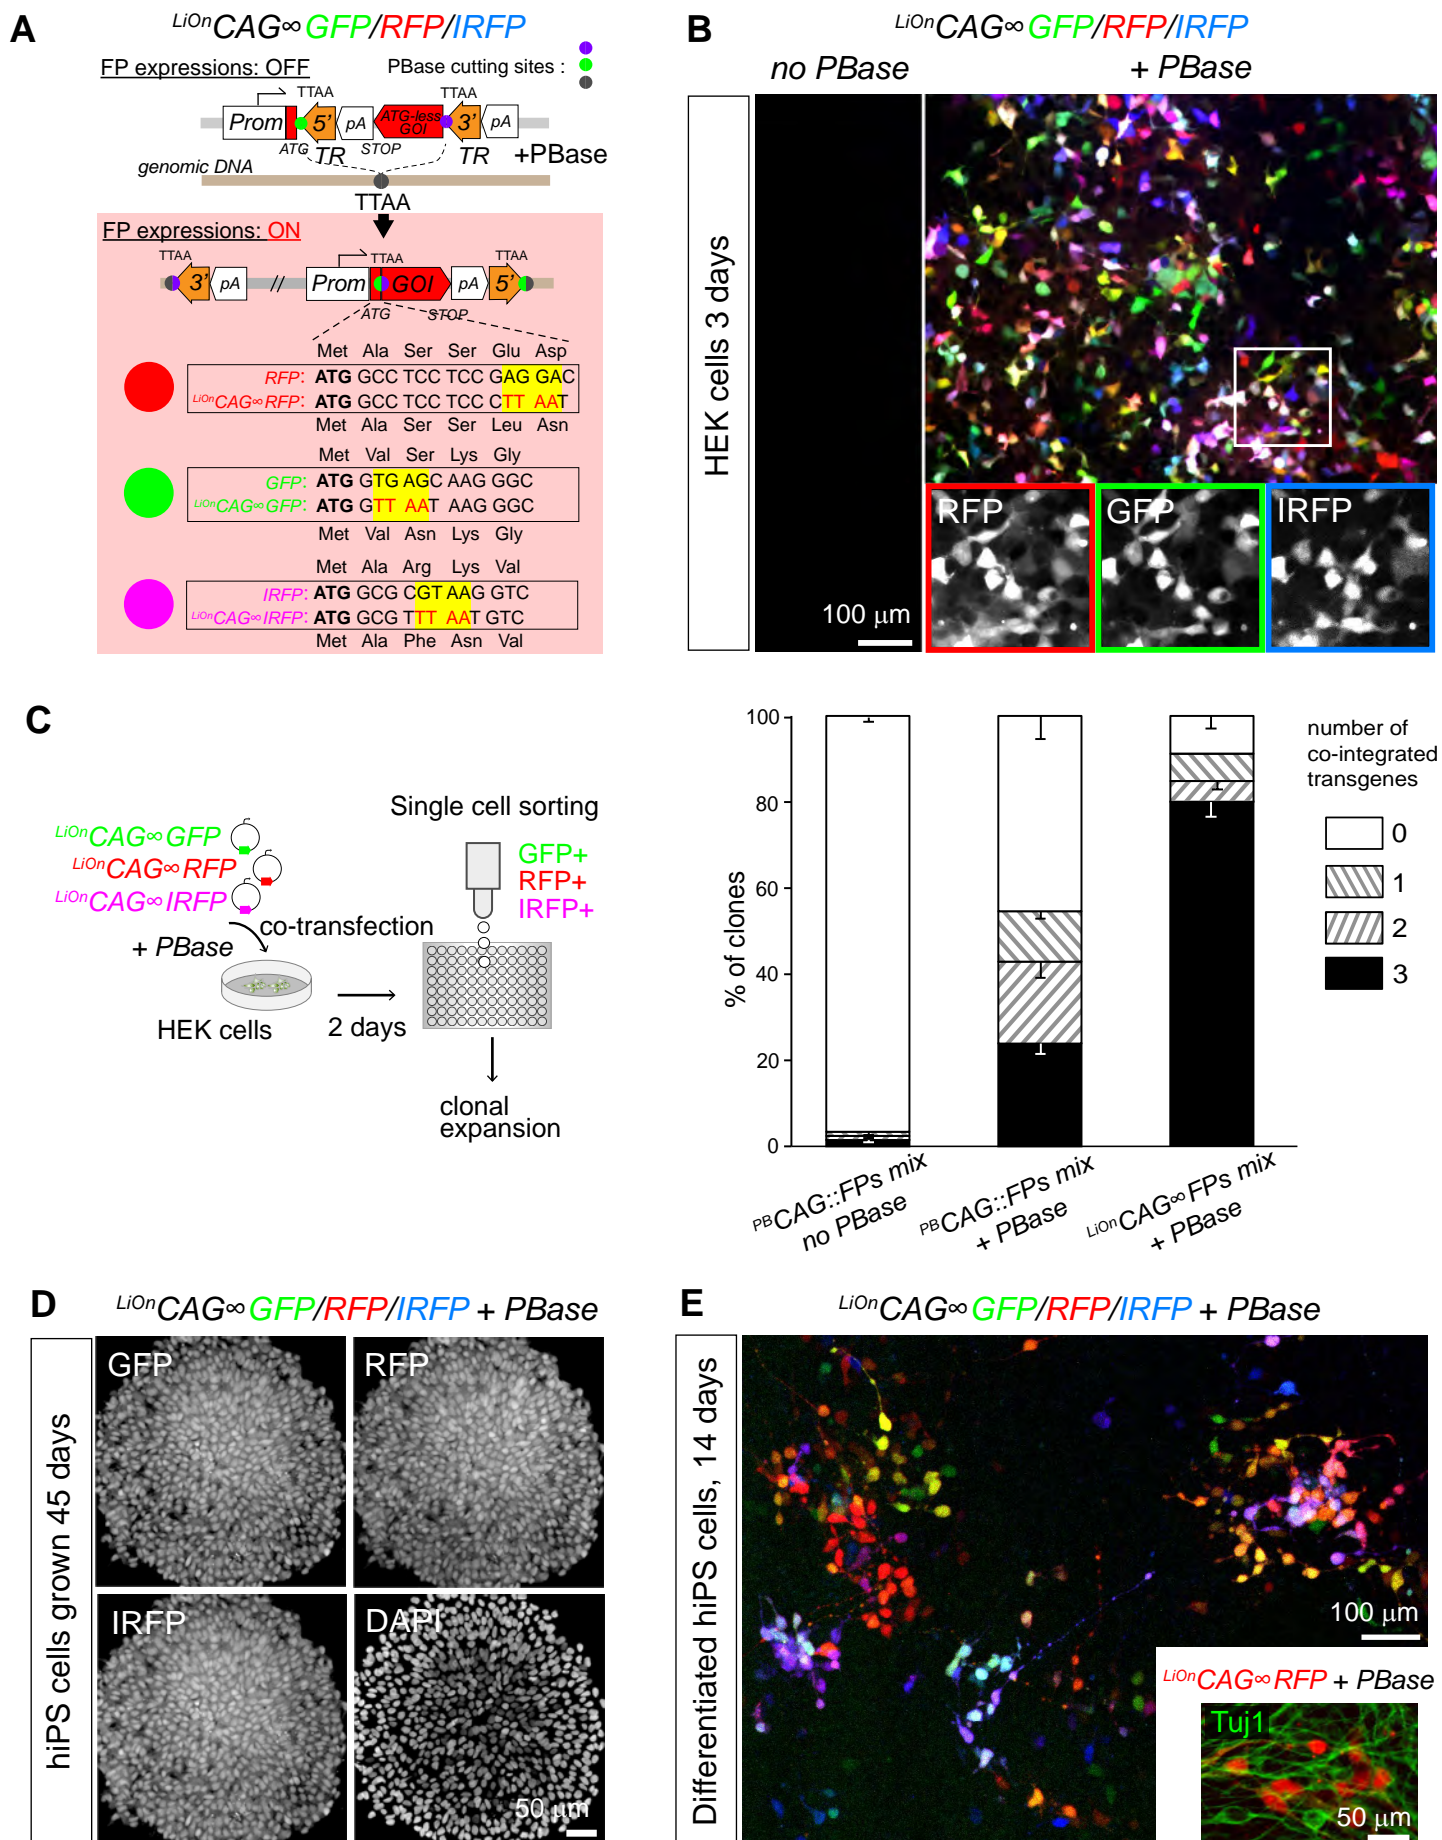 A
LiOnCAG∞GFP/RFP/IRFP
FP expressions: OFF
PBase cutting sites :
TTAA
TTAA
Prom
5'
pA
ATG-less
GOI
3'
pA
ATG
TR
STOP
TR
+PBase
genomic DNA
TTAA
FP expressions: ON
TTAA
TTAA
TTAA
3'
pA
//
Prom
GOI
pA
5'
ATG
STOP
Met Ala Ser Ser Glu Asp
RFP: ATG GCC TCC TCC GAG GAC
LiOnCAG∞RFP: ATG GCC TCC TCC CTT AAT
Met Ala Ser Ser Leu Asn
Met Val Ser Lys Gly
GFP: ATG GTG AGC AAG GGC
LiOnCAG∞GFP: ATG GTT AAT AAG GGC
Met Val Asn Lys Gly
Met Ala Arg Lys Val
IRFP: ATG GCG CGT AAG GTC
LiOnCAG∞IRFP: ATG GCG TTT AAT GTC
Met Ala Phe Asn Val
B
LiOnCAG∞GFP/RFP/IRFP
no PBase
+ PBase
HEK cells 3 days
100 µm
RFP
GFP
IRFP
C
LiOnCAG∞GFP
LiOnCAG∞RFP
LiOnCAG∞IRFP
+ PBase
co-transfection
HEK cells
2 days
Single cell sorting
GFP+
RFP+
IRFP+
clonal
expansion
% of clones
100
80
60
40
20
0
PBCAG::FPs mix
no PBase
PBCAG::FPs mix
+ PBase
LiOnCAG∞FPs mix
+ PBase
number of
co-integrated
transgenes
0
1
2
3
D
LiOnCAG∞GFP/RFP/IRFP + PBase
hiPS cells grown 45 days
GFP
RFP
IRFP
DAPI
50 µm
E
LiOnCAG∞GFP/RFP/IRFP + PBase
Differentiated hiPS cells, 14 days
100 µm
LiOnCAG∞RFP + PBase
Tuj1
50 µm